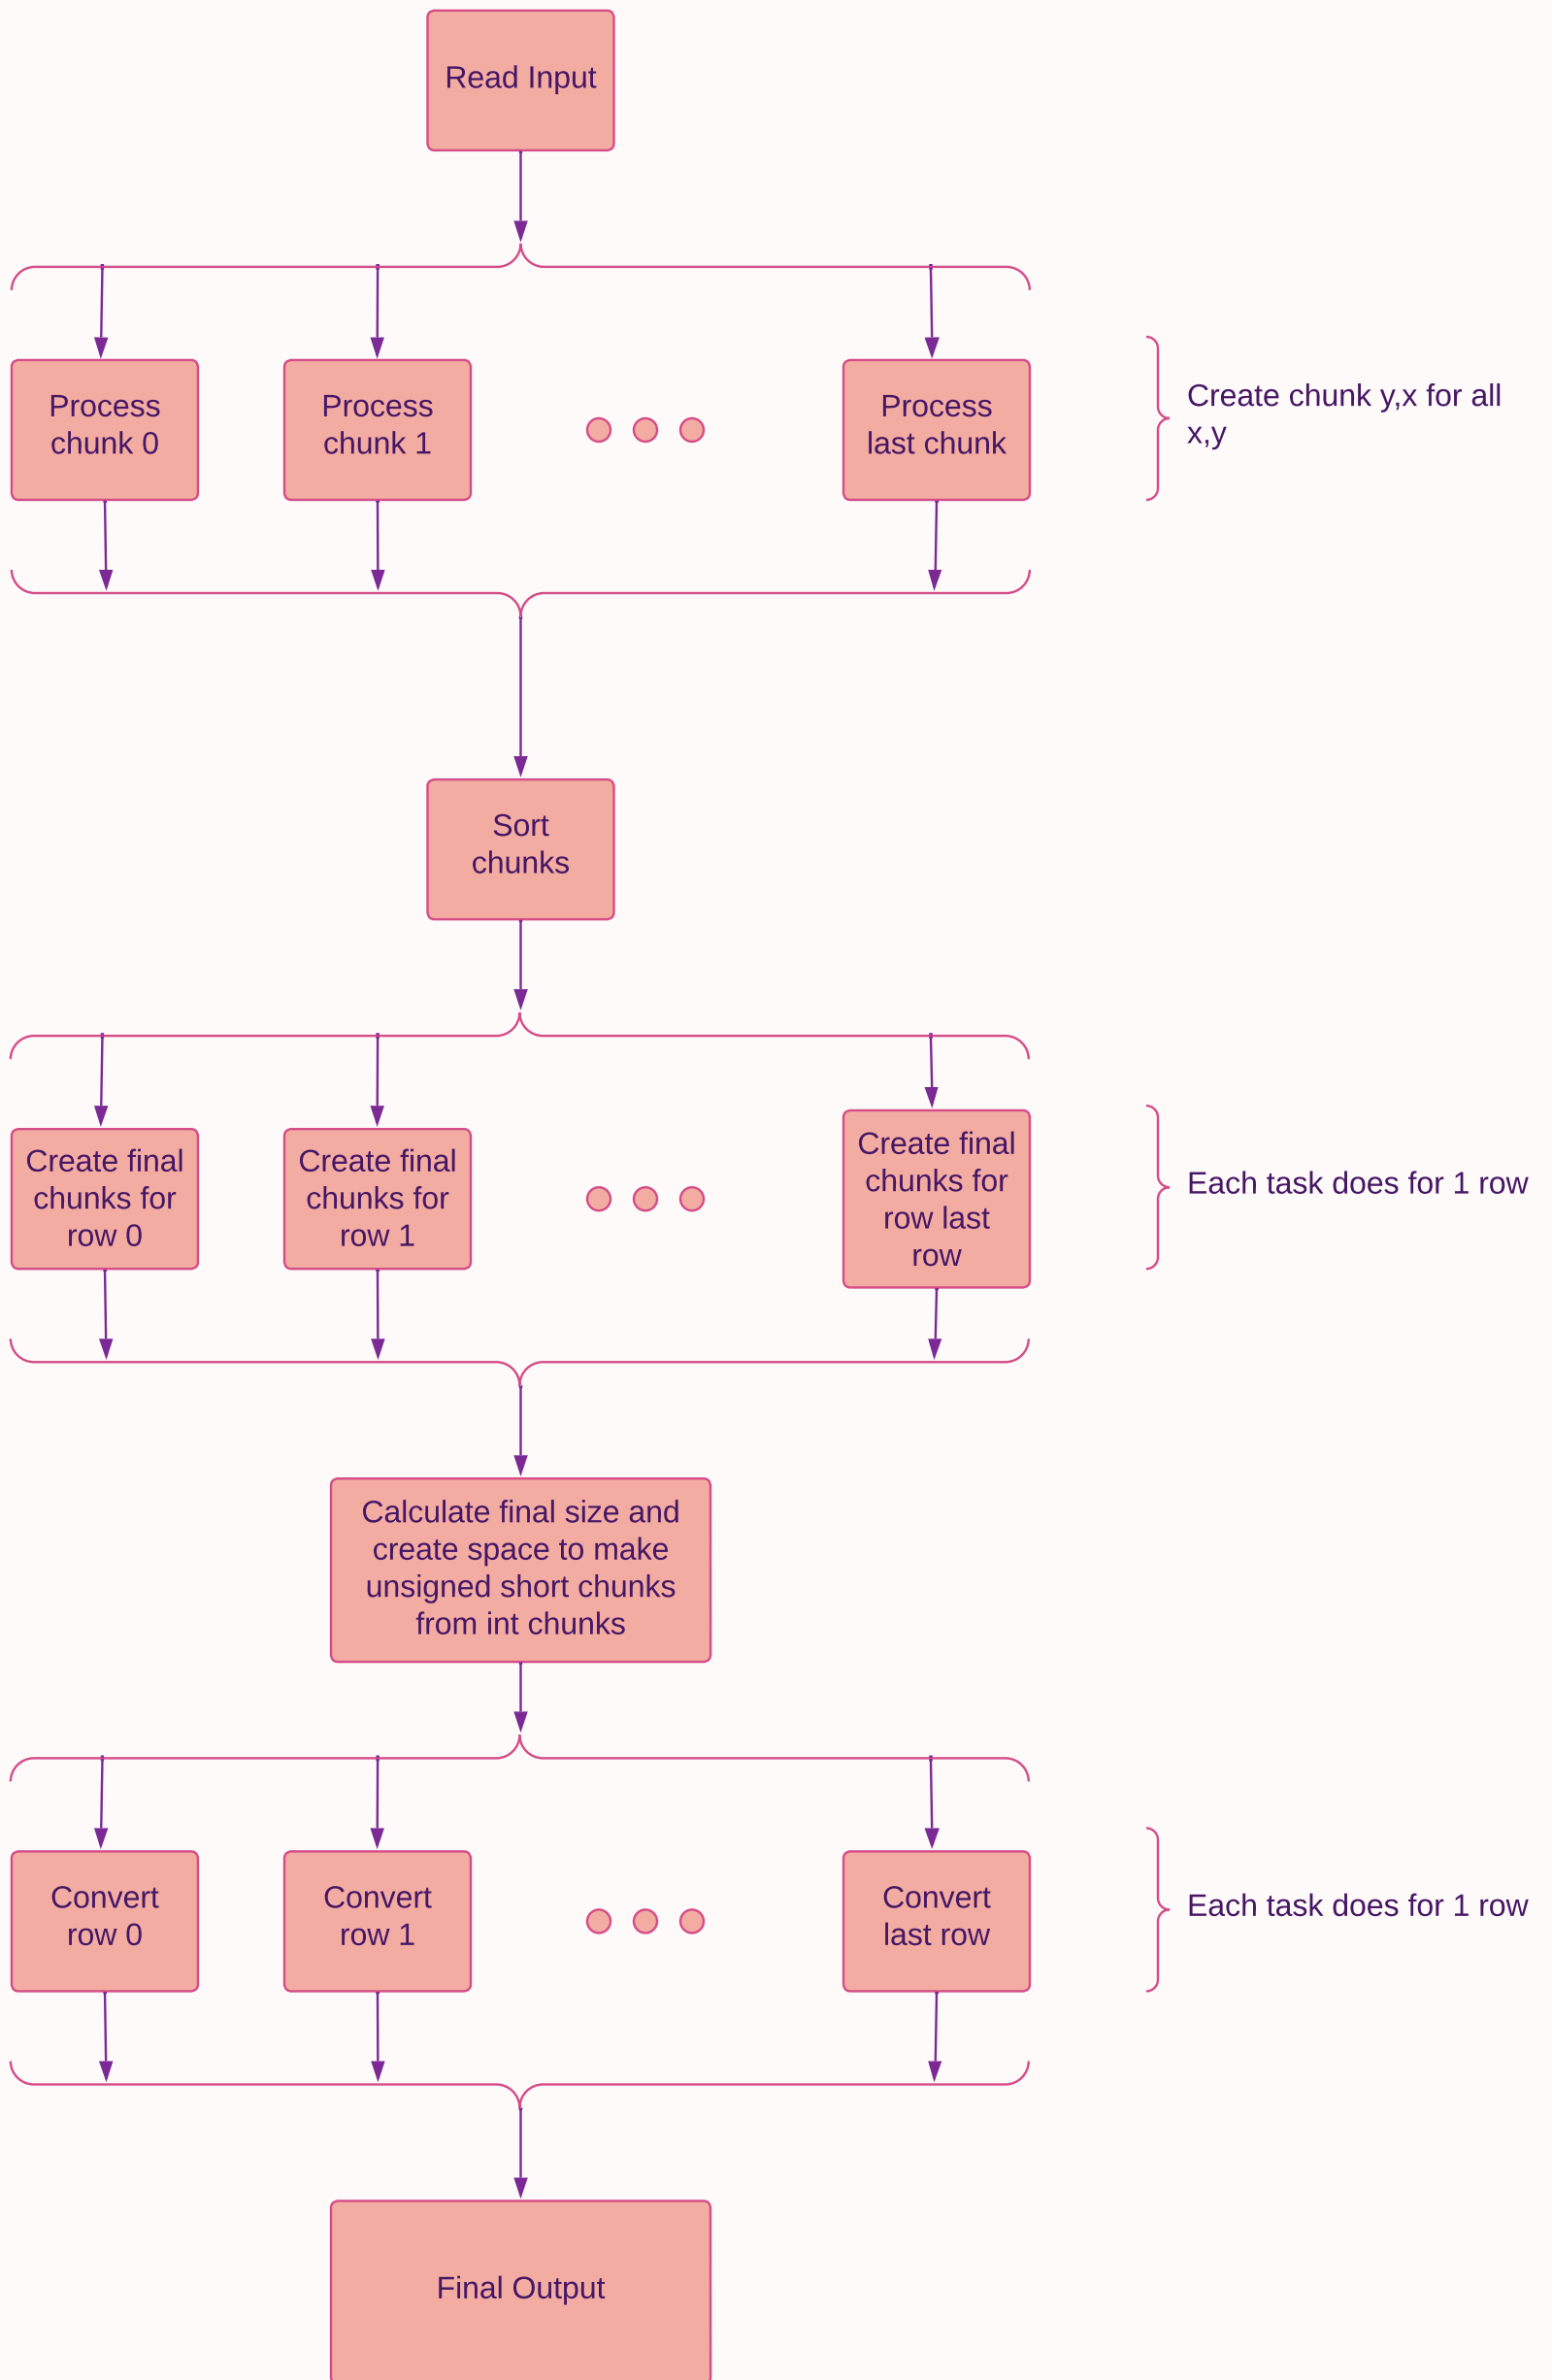 Read Input
Process
chunk 0
Process
chunk 1
Process
last chunk
Create chunk y,x for all
x,y
Sort
chunks
Create final
chunks for
row 0
Create final
chunks for
row 1
Create final
chunks for
row last
row
Each task does for 1 row
Calculate final size and
create space to make
unsigned short chunks
from int chunks
Convert
row 0
Convert
row 1
Convert
last row
Each task does for 1 row
Final Output